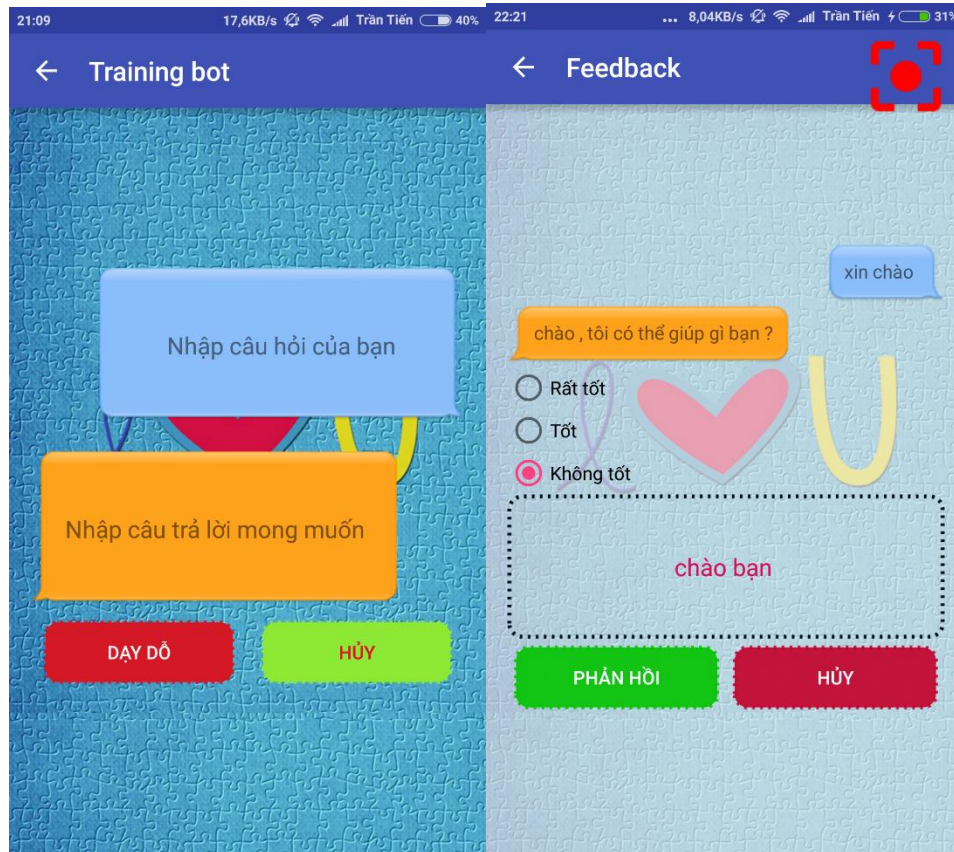 21:09 17,6KB/s Trần Tiến 40%
Training bot
Nhập câu hỏi của bạn
Nhập câu trả lời mong muốn
DẠY DỖ
HỦY
22:21 ... 8,04KB/s Trần Tiến 31%
Feedback
xin chào
chào , tôi có thể giúp gì bạn ?
Rất tốt
Tốt
Không tốt
chào bạn
PHẢN HỒI
HỦY